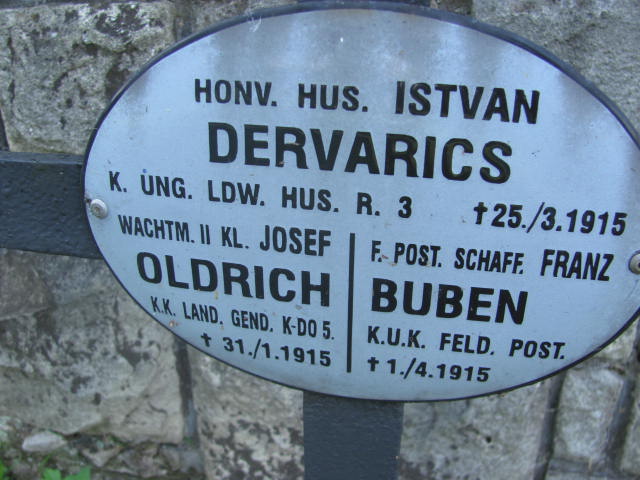 HONV. HUS. ISTVAN
DERVARICS
K. UNG. LDW. HUS. R. 3 †25./3.1915
WACHTM. II KL. JOSEF
OLDRICH
K.K. LAND. GEND. K-DO 5.
† 31./1.1915
F. POST. SCHAFF. FRANZ
BUBEN
K.U.K. FELD. POST.
†1./4.1915